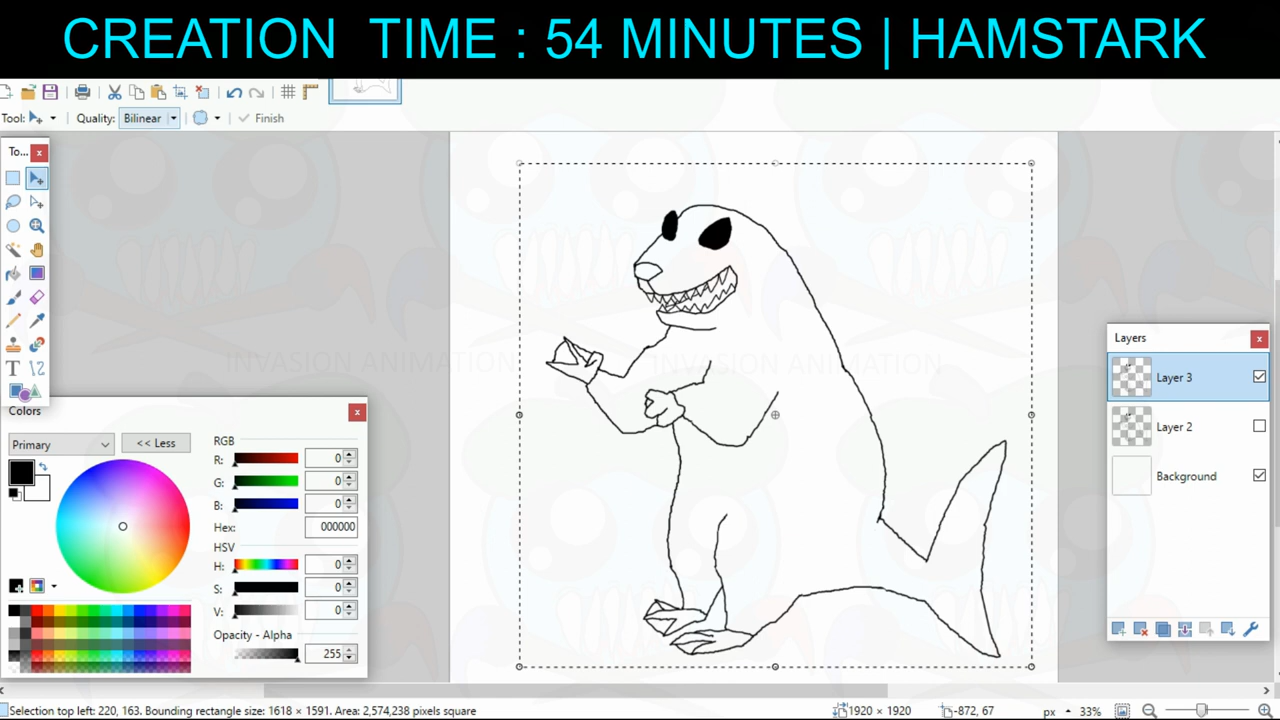 CREATION TIME : 54 MINUTES | HAMSTARK
Tool:
Quality: Bilinear
Finish
To...
INVASION ANIMATION
INVASION ANIMATION
Layers
Layer 3
Layer 2
Background
Colors
Primary
<< Less
RGB
R: 0
G: 0
B: 0
Hex: 000000
HSV
H: 0
S: 0
V: 0
Opacity - Alpha
255
Selection top left: 220, 163. Bounding rectangle size: 1618 × 1591. Area: 2,574,238 pixels square
1920 × 1920
-872, 67
px
33%